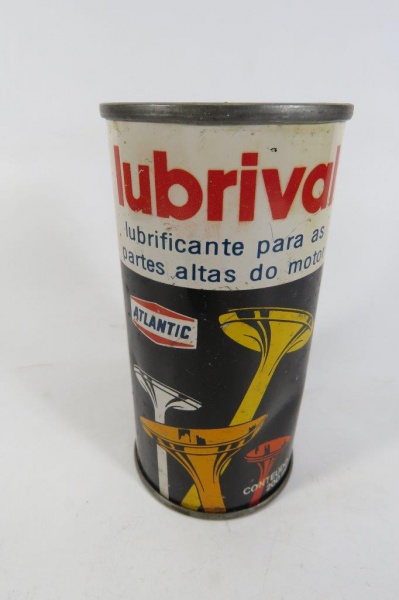 lubrival
lubrificante para as
partes altas do motor
ATLANTIC